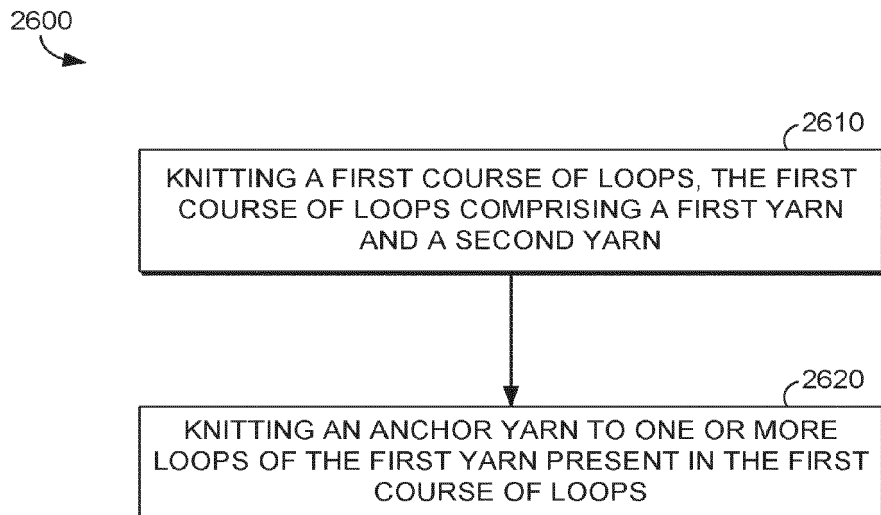 2600
2610
KNITTING A FIRST COURSE OF LOOPS, THE FIRST
COURSE OF LOOPS COMPRISING A FIRST YARN
AND A SECOND YARN
2620
KNITTING AN ANCHOR YARN TO ONE OR MORE
LOOPS OF THE FIRST YARN PRESENT IN THE FIRST
COURSE OF LOOPS